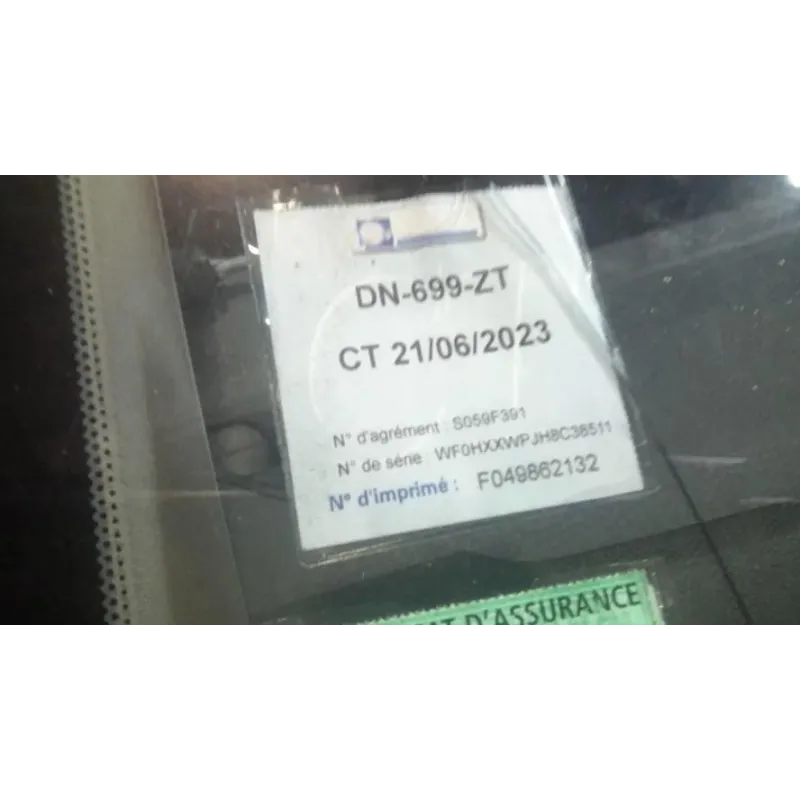 DN-699-ZT
CT 21/06/2023
N° d'agrément S059F391
N° de série WF0HXXWPJH8C38511
N° d'imprimé : F049862132
D'ASSURANCE